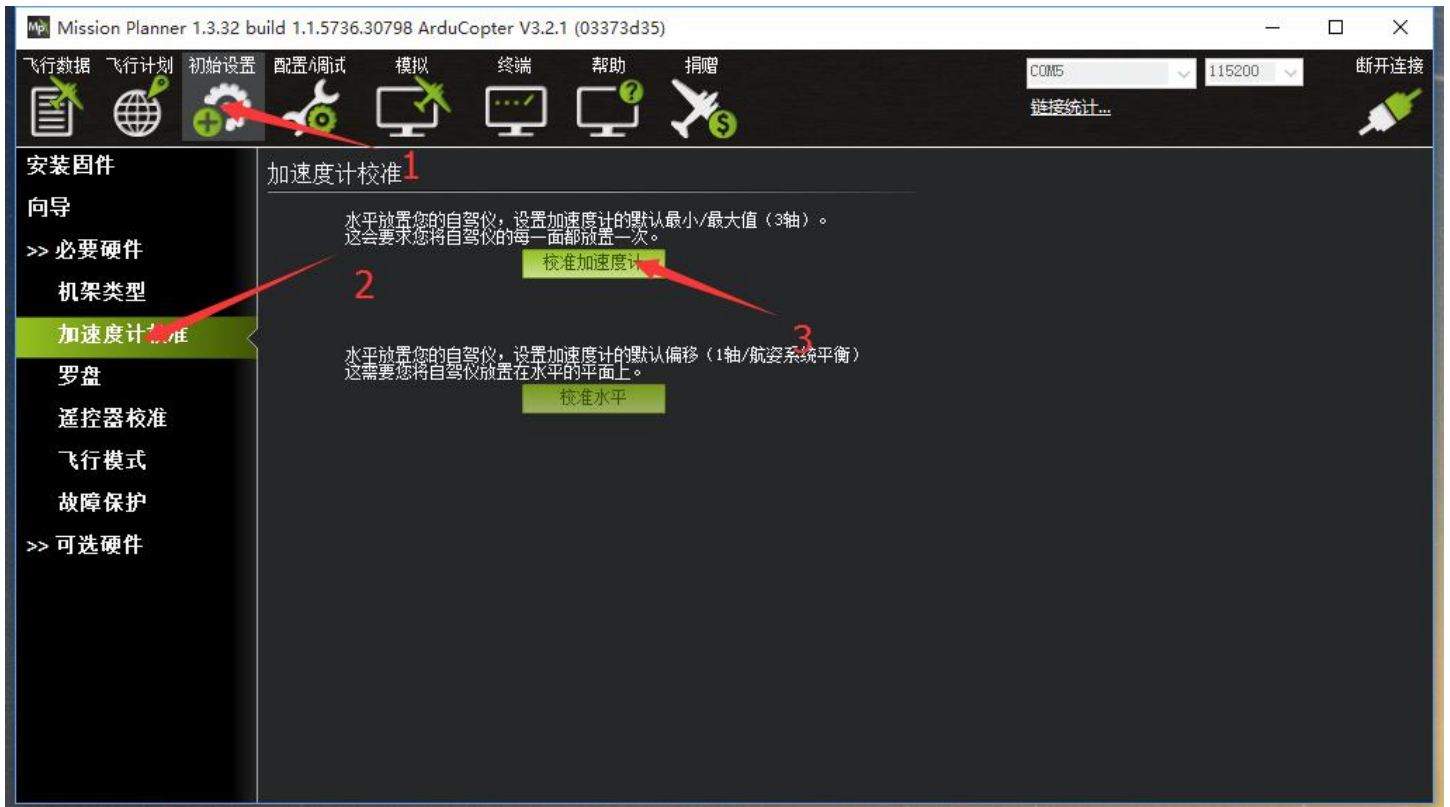 Mission Planner 1.3.32 build 1.1.5736.30798 ArduCopter V3.2.1 (03373d35)
飞行数据 飞行计划 初始设置 配置/调试 模拟 终端 帮助 捐赠
COM5 115200 断开连接
链接统计...
1
安装固件
加速度计校准
向导
水平放置您的自驾仪，设置加速度计的默认最小/最大值（3轴）。
这会要求您将自驾仪的每一面都放置一次。
>> 必要硬件
校准加速度计
2
机架类型
加速度计校准
3
水平放置您的自驾仪，设置加速度计的默认偏移（1轴/航姿系统平衡）
这需要您将自驾仪放置在水平的平面上。
罗盘
校准水平
遥控器校准
飞行模式
故障保护
>> 可选硬件